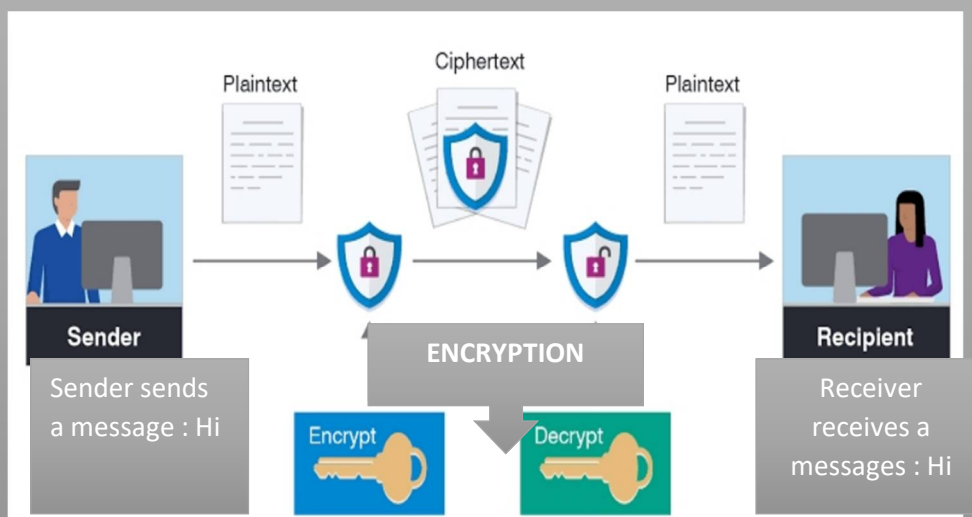 Ciphertext
Plaintext
Plaintext
Sender
Recipient
ENCRYPTION
Sender sends
a message : Hi
Receiver
receives a
messages : Hi
Encrypt
Decrypt